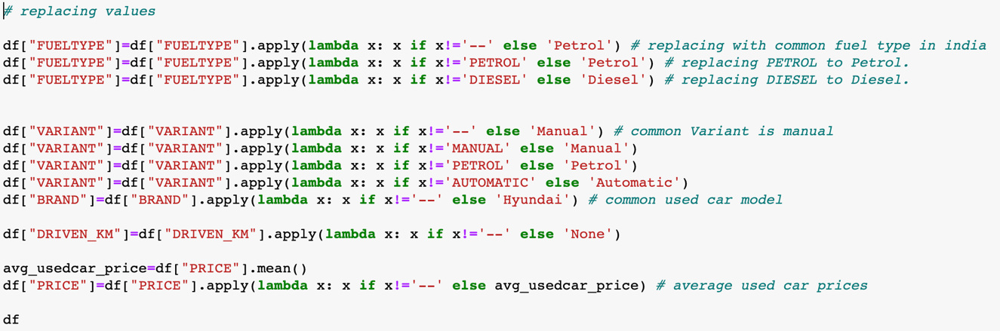 # replacing values
df["FUELTYPE"]=df["FUELTYPE"].apply(lambda x: x if x!='--' else 'Petrol') # replacing with common fuel type in india
df["FUELTYPE"]=df["FUELTYPE"].apply(lambda x: x if x!='PETROL' else 'Petrol') # replacing PETROL to Petrol.
df["FUELTYPE"]=df["FUELTYPE"].apply(lambda x: x if x!='DIESEL' else 'Diesel') # replacing DIESEL to Diesel.
df["VARIANT"]=df["VARIANT"].apply(lambda x: x if x!='--' else 'Manual') # common Variant is manual
df["VARIANT"]=df["VARIANT"].apply(lambda x: x if x!='MANUAL' else 'Manual')
df["VARIANT"]=df["VARIANT"].apply(lambda x: x if x!='PETROL' else 'Petrol')
df["VARIANT"]=df["VARIANT"].apply(lambda x: x if x!='AUTOMATIC' else 'Automatic')
df["BRAND"]=df["BRAND"].apply(lambda x: x if x!='--' else 'Hyundai') # common used car model
df["DRIVEN_KM"]=df["DRIVEN_KM"].apply(lambda x: x if x!='--' else 'None')
avg_usedcar_price=df["PRICE"].mean()
df["PRICE"]=df["PRICE"].apply(lambda x: x if x!='--' else avg_usedcar_price) # average used car prices
df